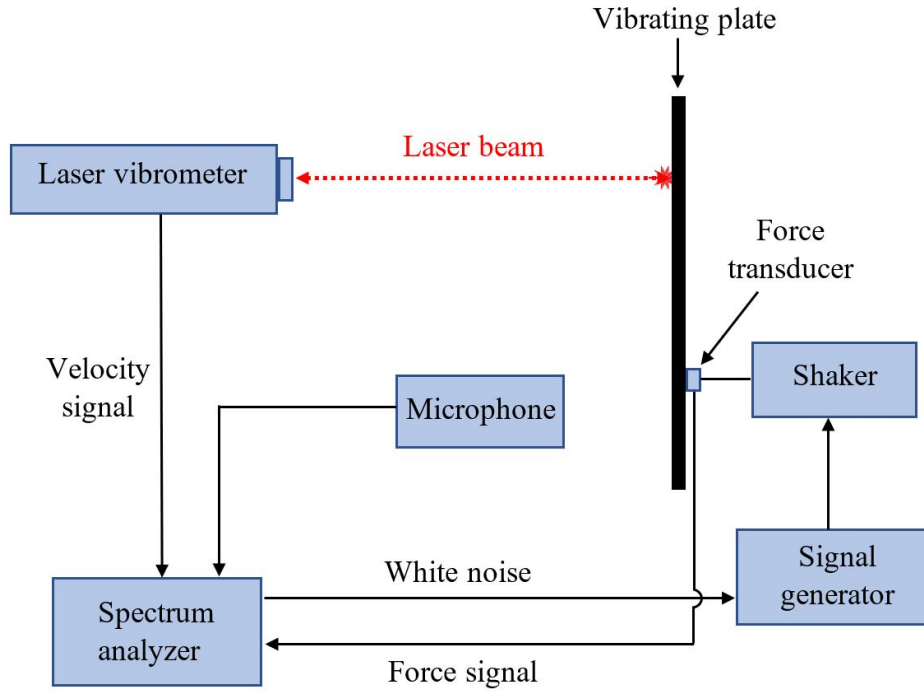 Vibrating plate
Laser beam
Laser vibrometer
Force
transducer
Velocity
signal
Microphone
Shaker
White noise
Signal
generator
Spectrum
analyzer
Force signal